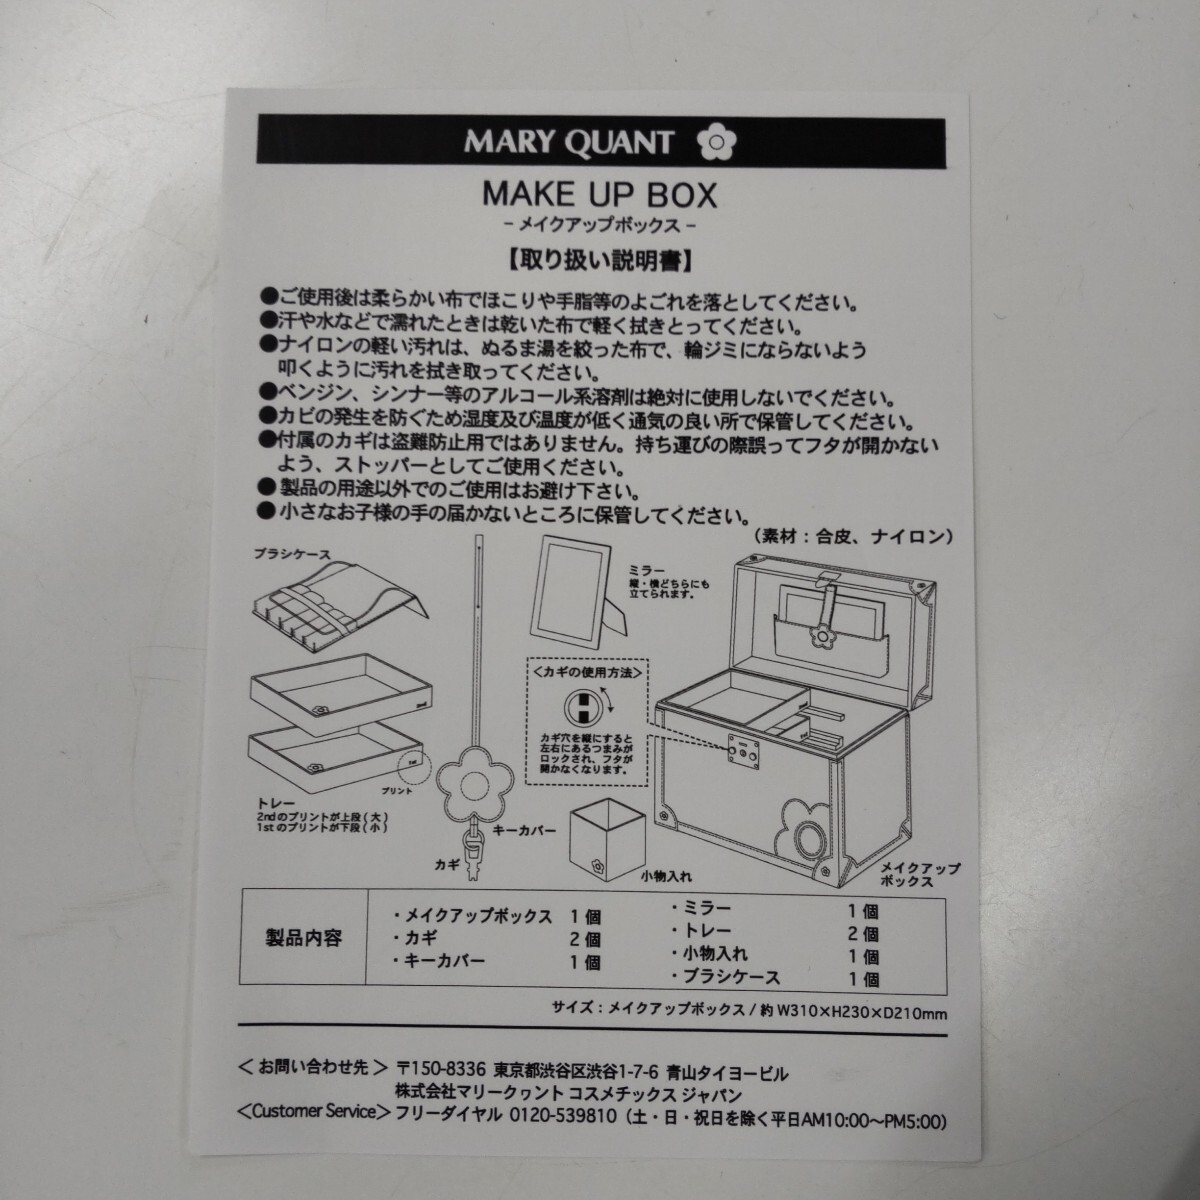 MARY QUANT
MAKE UP BOX
−メイクアップボックス−
【取り扱い説明書】
●ご使用後は柔らかい布でほこりや手脂等のよごれを落としてください。
●汗や水などで濡れたときは乾いた布で軽く拭きとってください。
●ナイロンの軽い汚れは、ぬるま湯を絞った布で、輪ジミにならないよう
叩くように汚れを拭き取ってください。
●ベンジン、シンナー等のアルコール系溶剤は絶対に使用しないでください。
●カビの発生を防ぐため湿度及び温度が低く通気の良い所で保管してください。
●付属のカギは盗難防止用ではありません。持ち運びの際誤ってフタが開かない
よう、ストッパーとしてご使用ください。
●製品の用途以外でのご使用はお避け下さい。
●小さなお子様の手の届かないところに保管してください。
（素材：合皮、ナイロン）
ブラシケース
ミラー
縦・横どちらにも
立てられます。
<カギの使用方法>
カギ穴を縦にすると
左右にあるつまみが
ロックされ、フタが
開かなくなります。
2nd
1st
プリント
トレー
2ndのプリントが上段(大)
1stのプリントが下段(小)
キーカバー
カギ
小物入れ
メイクアップ
ボックス
製品内容
・メイクアップボックス 1個
・カギ 2個
・キーカバー 1個
・ミラー 1個
・トレー 2個
・小物入れ 1個
・ブラシケース 1個
サイズ：メイクアップボックス/約W310×H230×D210mm
<お問い合わせ先> 〒150-8336 東京都渋谷区渋谷1-7-6 青山タイヨービル
株式会社マリークヮント コスメチックス ジャパン
<Customer Service> フリーダイヤル 0120-539810（土・日・祝日を除く平日AM10:00〜PM5:00）